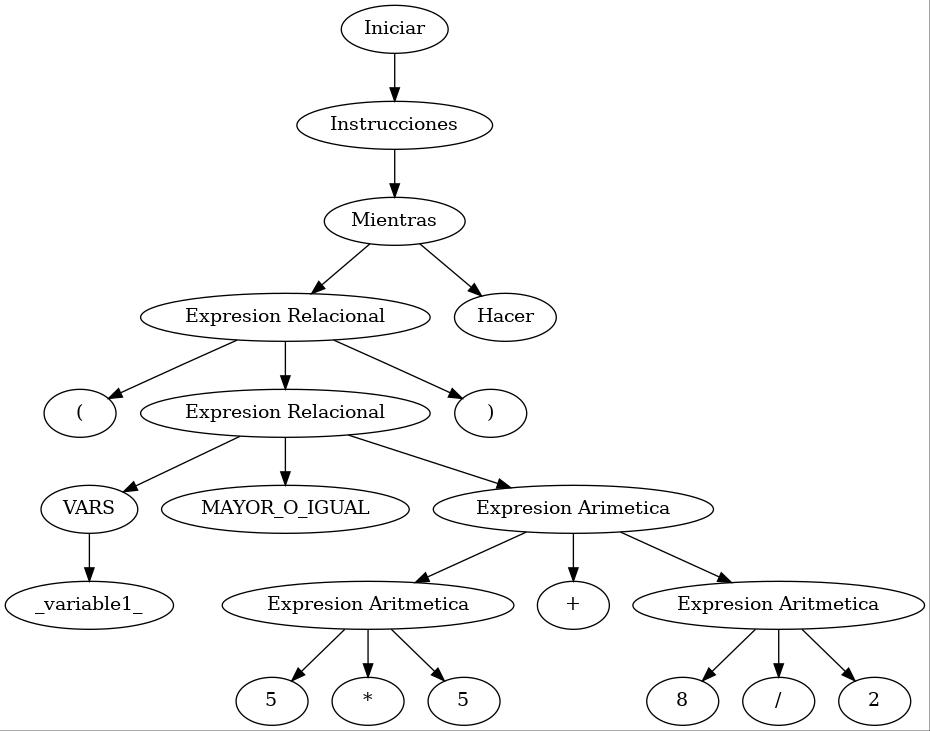 Iniciar
Instrucciones
Mientras
Expresion Relacional
Hacer
(
Expresion Relacional
)
VARS
MAYOR_O_IGUAL
Expresion Arimetica
_variable1_
Expresion Aritmetica
+
Expresion Aritmetica
5
*
5
8
/
2